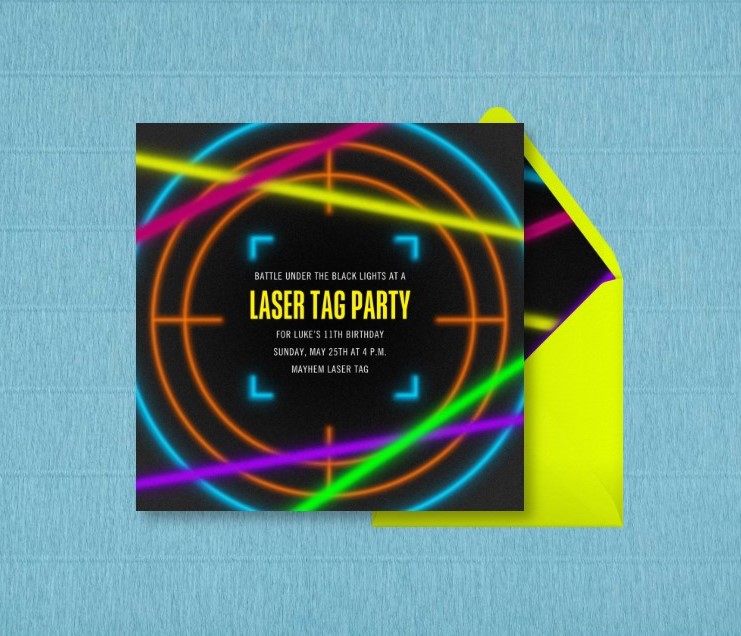 BATTLE UNDER THE BLACK LIGHTS AT A
LASER TAG PARTY
FOR LUKE'S 11TH BIRTHDAY
SUNDAY, MAY 25TH AT 4 P.M.
MAYHEM LASER TAG